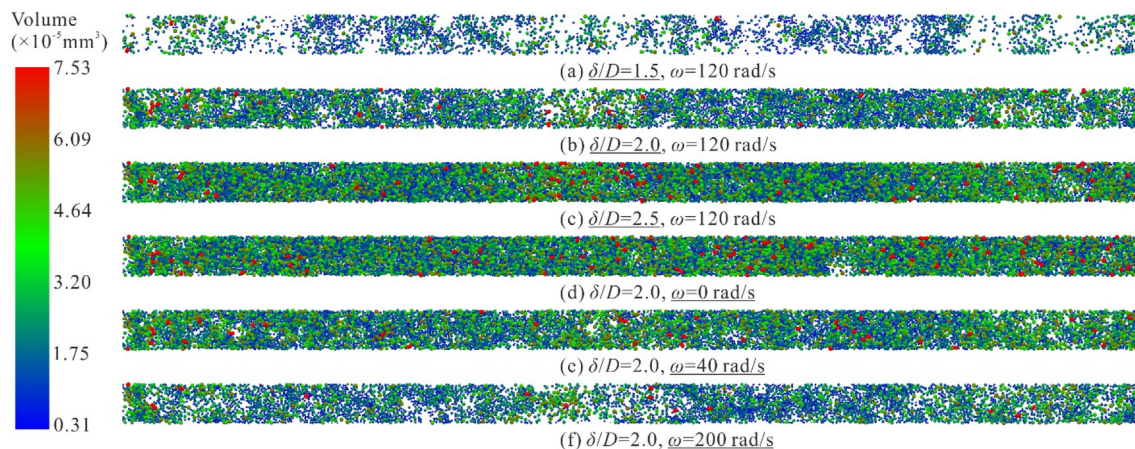 Volume
(×10⁻⁵mm³)
7.53
6.09
4.64
3.20
1.75
0.31
(a) δ/D=1.5, ω=120 rad/s
(b) δ/D=2.0, ω=120 rad/s
(c) δ/D=2.5, ω=120 rad/s
(d) δ/D=2.0, ω=0 rad/s
(e) δ/D=2.0, ω=40 rad/s
(f) δ/D=2.0, ω=200 rad/s